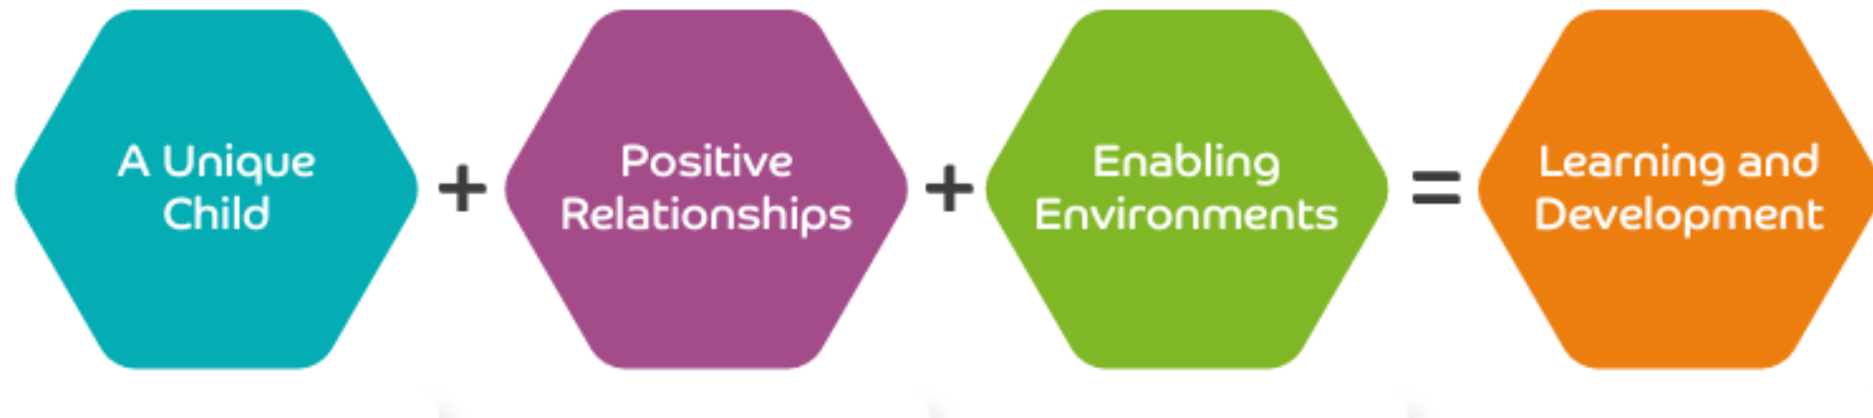 A Unique
Child
+
Positive
Relationships
+
Enabling
Environments
=
Learning and
Development